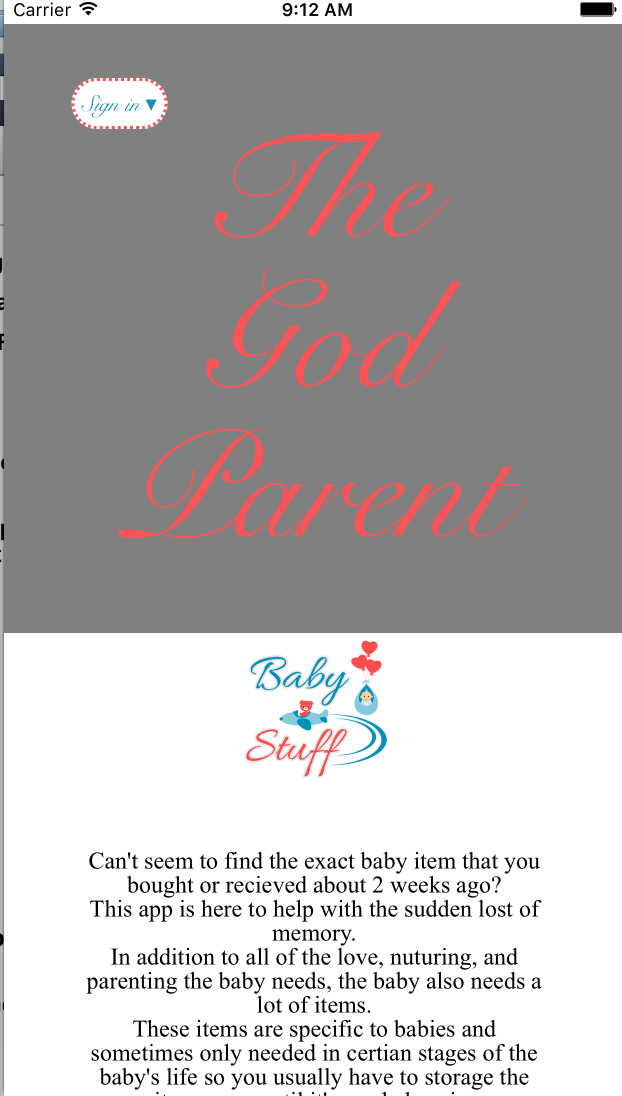 Carrier 9:12 AM
Sign in ▼
The
God
Parent
Baby
Stuff
Can't seem to find the exact baby item that you
bought or recieved about 2 weeks ago?
This app is here to help with the sudden lost of
memory.
In addition to all of the love, nuturing, and
parenting the baby needs, the baby also needs a
lot of items.
These items are specific to babies and
sometimes only needed in certian stages of the
baby's life so you usually have to storage the